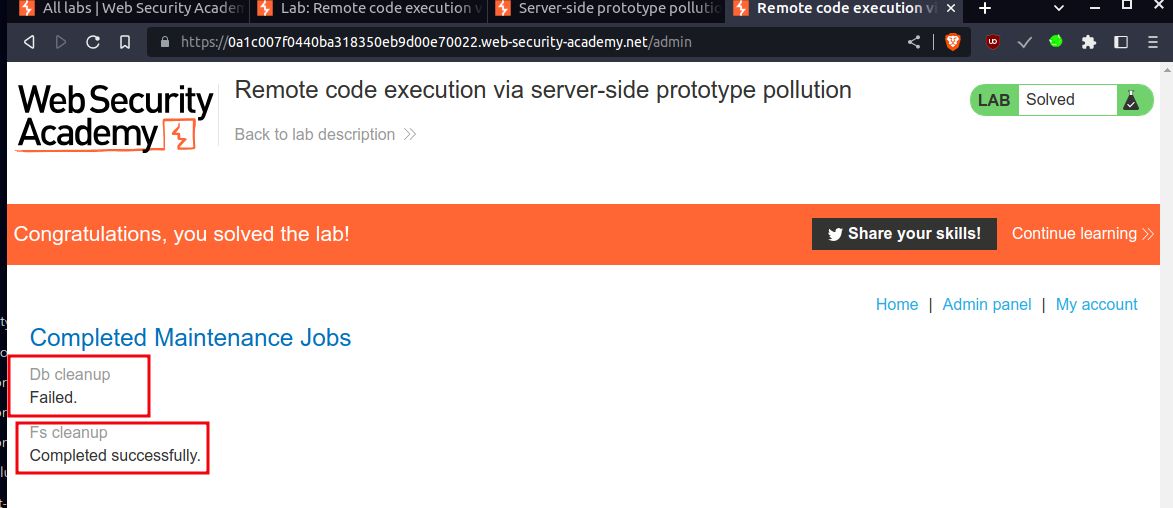 All labs | Web Security Acaden
Lab: Remote code execution v
Server-side prototype pollutio
Remote code execution vi
https://0a1c007f0440ba318350eb9d00e70022.web-security-academy.net/admin
WebSecurity
Academy
Remote code execution via server-side prototype pollution
Back to lab description
LAB Solved
Congratulations, you solved the lab!
Share your skills!
Continue learning
Home | Admin panel | My account
Completed Maintenance Jobs
Db cleanup
Failed.
Fs cleanup
Completed successfully.